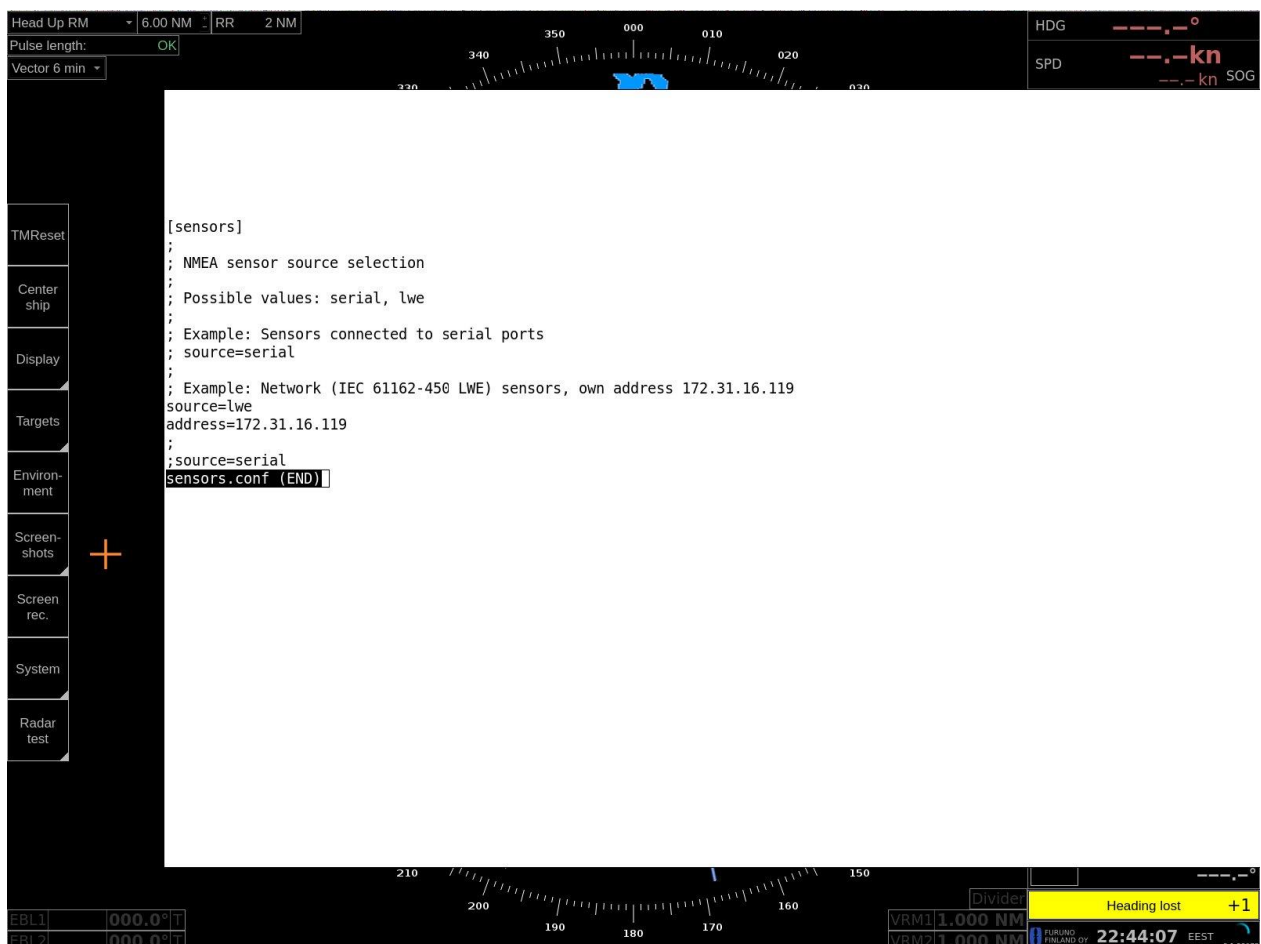 Head Up RM 6.00 NM RR 2 NM
Pulse length: OK
Vector 6 min
350 000 010
340 020
330 030
HDG ---.-°
SPD --.-kn
--.-kn SOG
TMReset
Center
ship
Display
Targets
Environ-
ment
Screen-
shots
Screen
rec.
System
Radar
test
[sensors]
;
; NMEA sensor source selection
;
; Possible values: serial, lwe
;
; Example: Sensors connected to serial ports
; source=serial
;
; Example: Network (IEC 61162-450 LWE) sensors, own address 172.31.16.119
source=lwe
address=172.31.16.119
;
;source=serial
sensors.conf (END)
210 150
200 160
190 180 170
---.-°
Divider
EBL1 000.0° T
EBL2 000.0° T
VRM1 1.000 NM
VRM2 1.000 NM
Heading lost +1
FURUNO
FINLAND OY
22:44:07 EEST